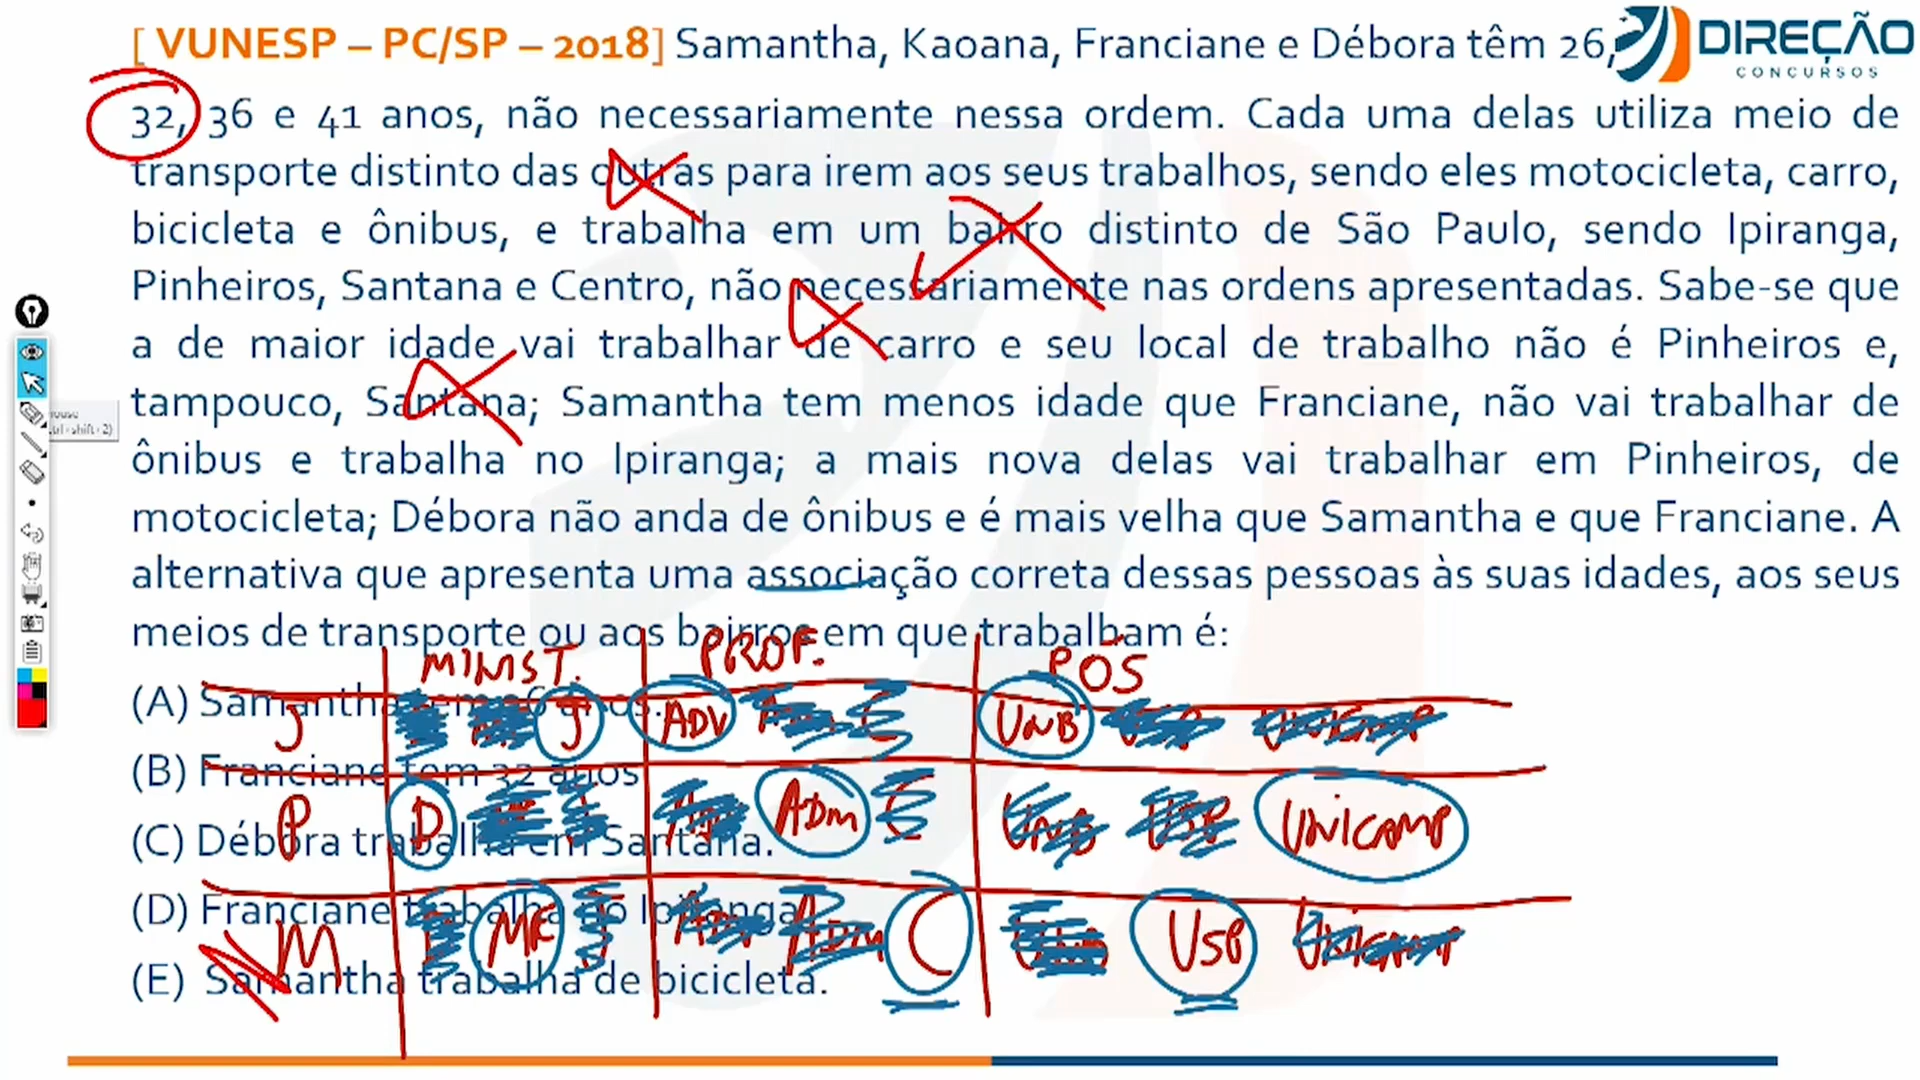 [ VUNESP – PC/SP – 2018] Samantha, Kaoana, Franciane e Débora têm 26,
DIREÇÃO
CONCURSOS
32, 36 e 41 anos, não necessariamente nessa ordem. Cada uma delas utiliza meio de
transporte distinto das outras para irem aos seus trabalhos, sendo eles motocicleta, carro,
bicicleta e ônibus, e trabalha em um bairro distinto de São Paulo, sendo Ipiranga,
Pinheiros, Santana e Centro, não necessariamente nas ordens apresentadas. Sabe-se que
a de maior idade vai trabalhar de carro e seu local de trabalho não é Pinheiros e,
tampouco, Santana; Samantha tem menos idade que Franciane, não vai trabalhar de
ônibus e trabalha no Ipiranga; a mais nova delas vai trabalhar em Pinheiros, de
motocicleta; Débora não anda de ônibus e é mais velha que Samantha e que Franciane. A
alternativa que apresenta uma associação correta dessas pessoas às suas idades, aos seus
meios de transporte ou aos bairros em que trabalham é:
MINIST. PROF. PÓS
(A) Samantha tem 36 anos.
J J ADV UNB
(B) Franciane tem 32 anos
P D ADM UNICAMP
(C) Débora trabalha em Santana.
(D) Franciane trabalha no Ipiranga
M MF C USP
(E) Samantha trabalha de bicicleta.